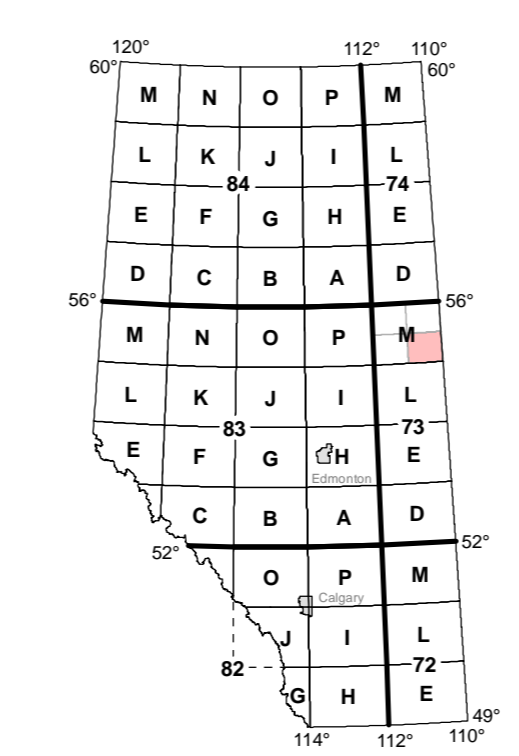 120° 112° 110°
60° 60°
M N O P M
L K J I L
84 74
E F G H E
D C B A D
56° 56°
M N O P M
L K J I L
83 73
E F G H E
Edmonton
C B A D
52° 52°
O P M
Calgary
J I L
82 72
G H E
49°
114° 112° 110°